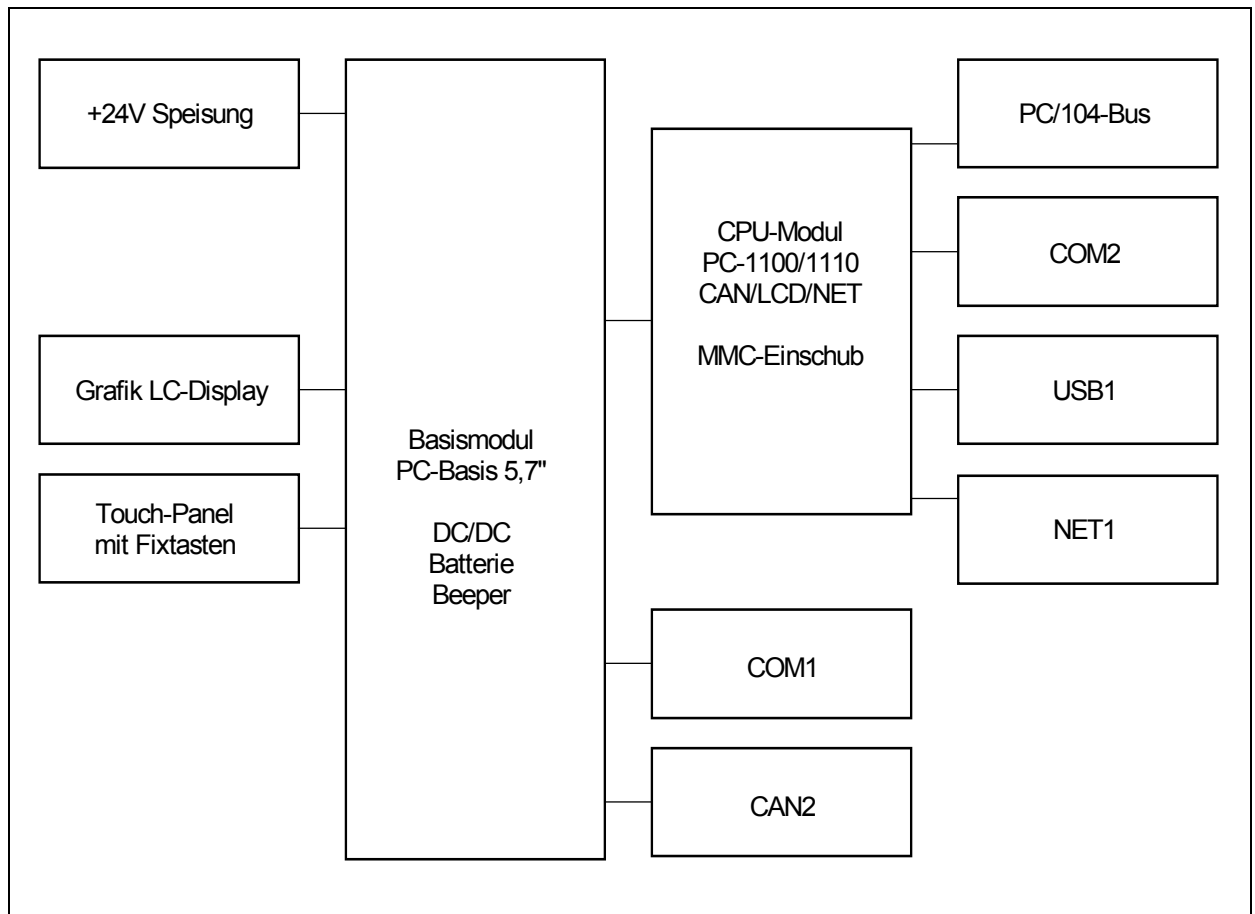 +24V Speisung
Grafik LC-Display
Touch-Panel
mit Fixtasten
Basismodul
PC-Basis 5,7"
DC/DC
Batterie
Beeper
CPU-Modul
PC-1100/1110
CAN/LCD/NET
MMC-Einschub
COM1
CAN2
PC/104-Bus
COM2
USB1
NET1